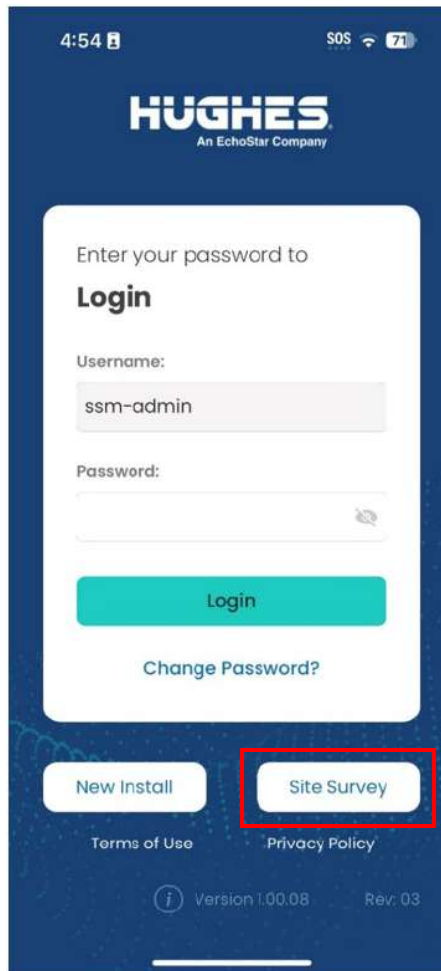 4:54
SOS 71
HUGHES®
An EchoStar Company
Enter your password to
Login
Username:
ssm-admin
Password:
Login
Change Password?
New Install Site Survey
Terms of Use Privacy Policy
i Version 1.00.08 Rev: 03